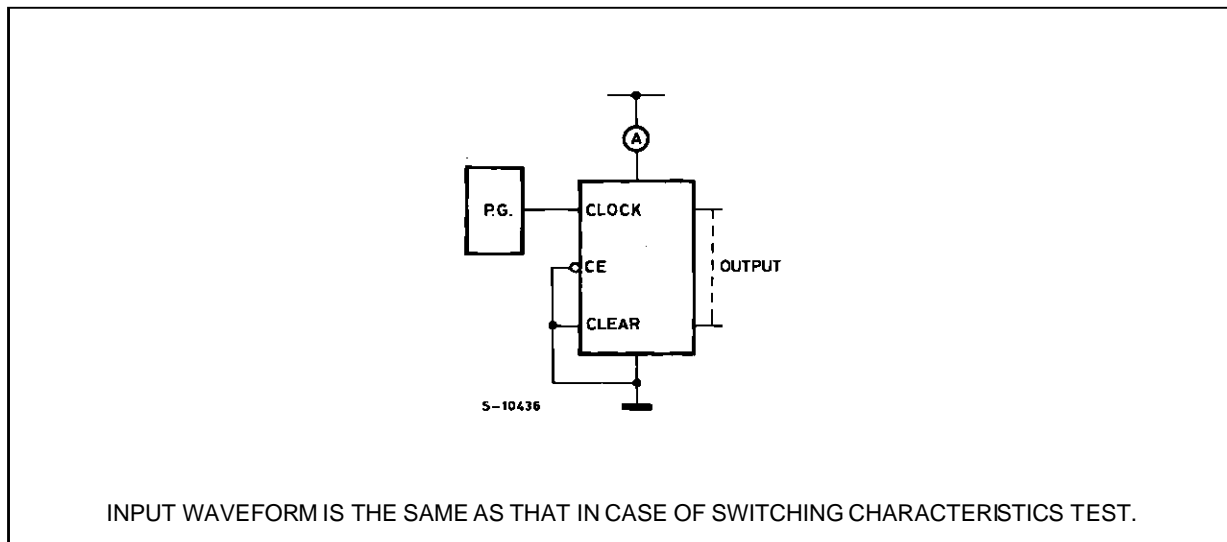 A
P.G.
CLOCK
CE
OUTPUT
CLEAR
S-10436
INPUT WAVEFORM IS THE SAME AS THAT IN CASE OF SWITCHING CHARACTERISTICS TEST.